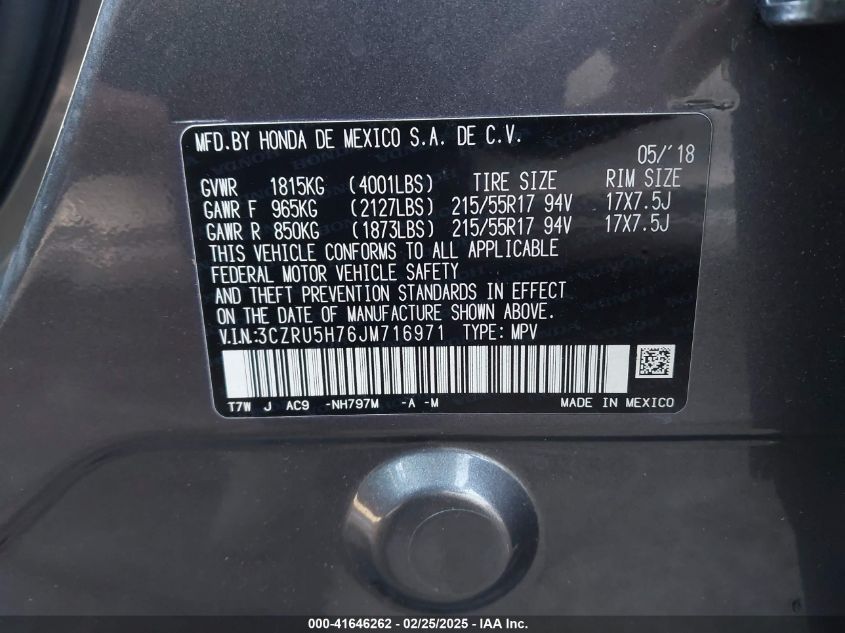 MFD.BY HONDA DE MEXICO S.A. DE C.V.
05/'18
GVWR 1815KG (4001LBS) TIRE SIZE RIM SIZE
GAWR F 965KG (2127LBS) 215/55R17 94V 17X7.5J
GAWR R 850KG (1873LBS) 215/55R17 94V 17X7.5J
THIS VEHICLE CONFORMS TO ALL APPLICABLE
FEDERAL MOTOR VEHICLE SAFETY
AND THEFT PREVENTION STANDARDS IN EFFECT
ON THE DATE OF MANUFACTURE SHOWN ABOVE.
V.I.N.:3CZRU5H76JM716971 TYPE: MPV
T7W J AC9 -NH797M -A -M MADE IN MEXICO
000-41646262 - 02/25/2025 - IAA Inc.